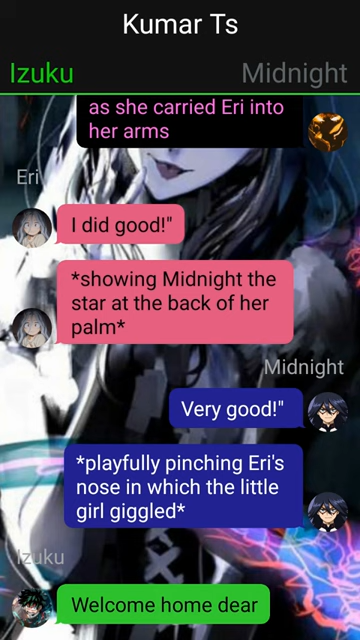 Kumar Ts
Izuku
Midnight
as she carried Eri into
her arms
Eri
I did good!"
*showing Midnight the
star at the back of her
palm*
Midnight
Very good!"
*playfully pinching Eri's
nose in which the little
girl giggled*
Izuku
Welcome home dear